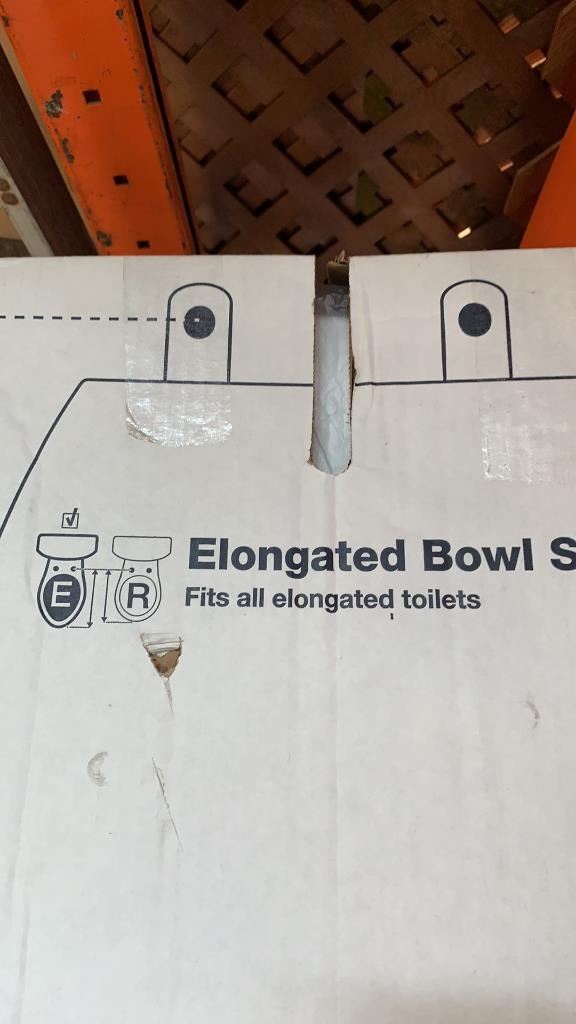 E R
Elongated Bowl S
Fits all elongated toilets